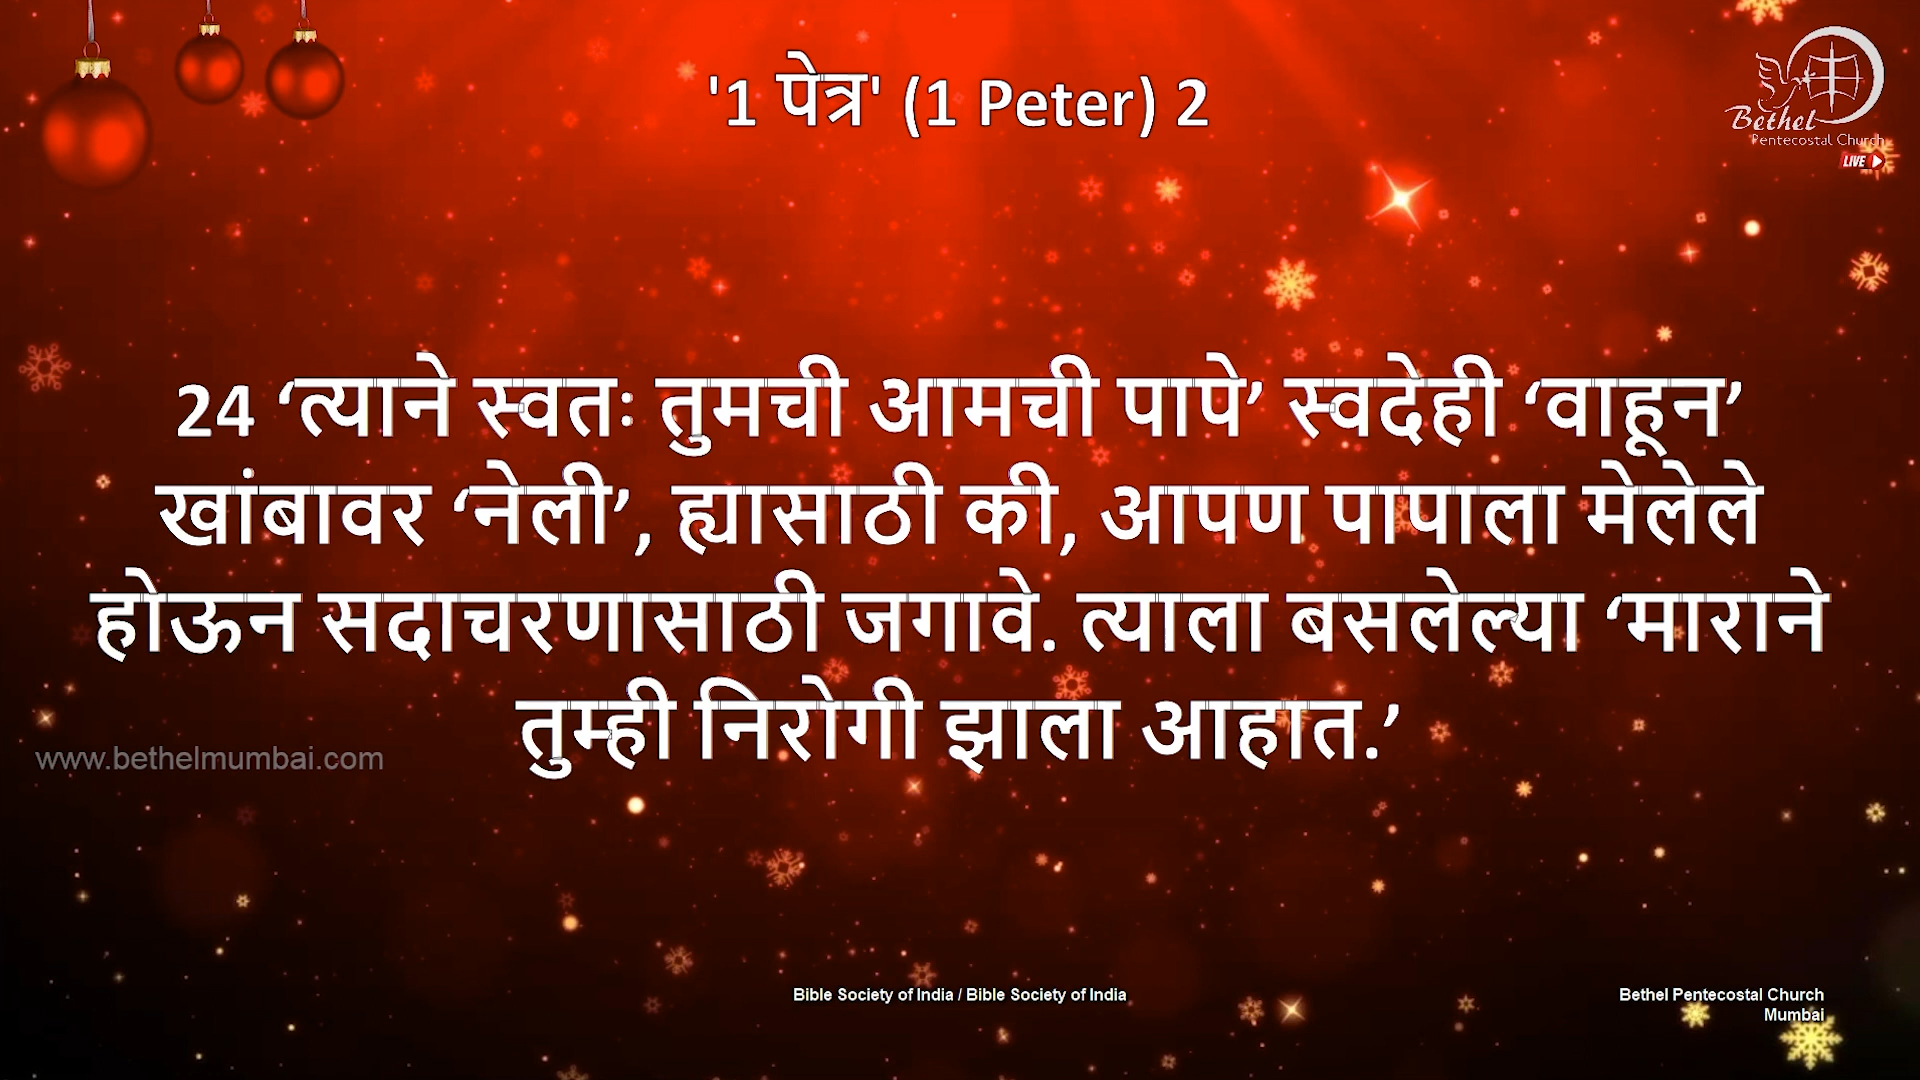 '1 पेत्र' (1 Peter) 2
Bethel
Pentecostal Church
LIVE
24 ‘त्याने स्वतः तुमची आमची पापे’ स्वदेही ‘वाहून’
खांबावर ‘नेली’, ह्यासाठी की, आपण पापाला मेलेले
होऊन सदाचरणासाठी जगावे. त्याला बसलेल्या ‘माराने
तुम्ही निरोगी झाला आहात.’
www.bethelmumbai.com
Bible Society of India / Bible Society of India
Bethel Pentecostal Church
Mumbai